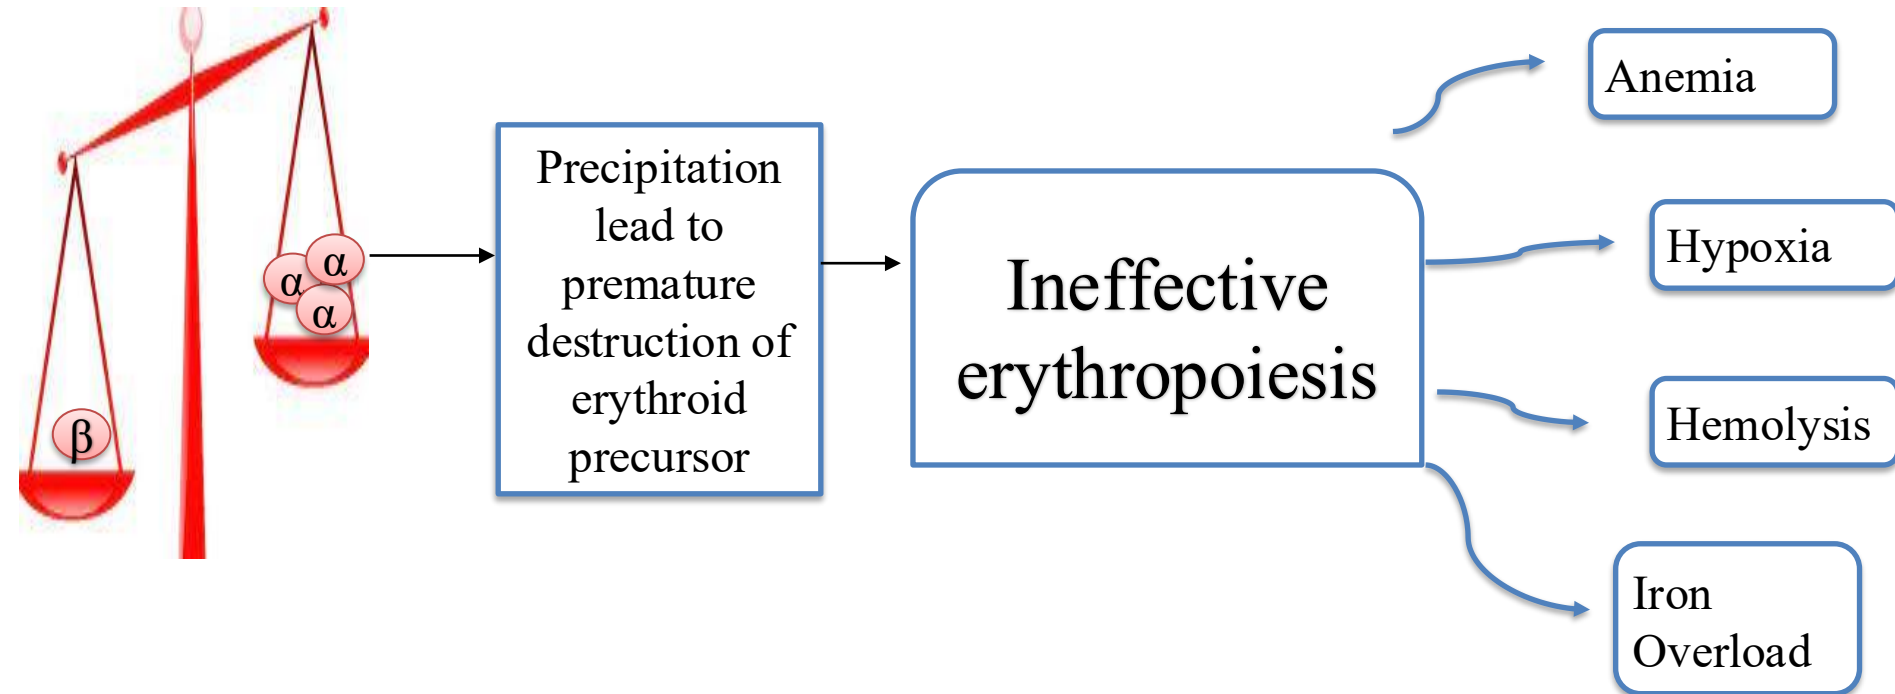 β
α
α
α
Precipitation
lead to
premature
destruction of
erythroid
precursor
Ineffective
erythropoiesis
Anemia
Hypoxia
Hemolysis
Iron
Overload